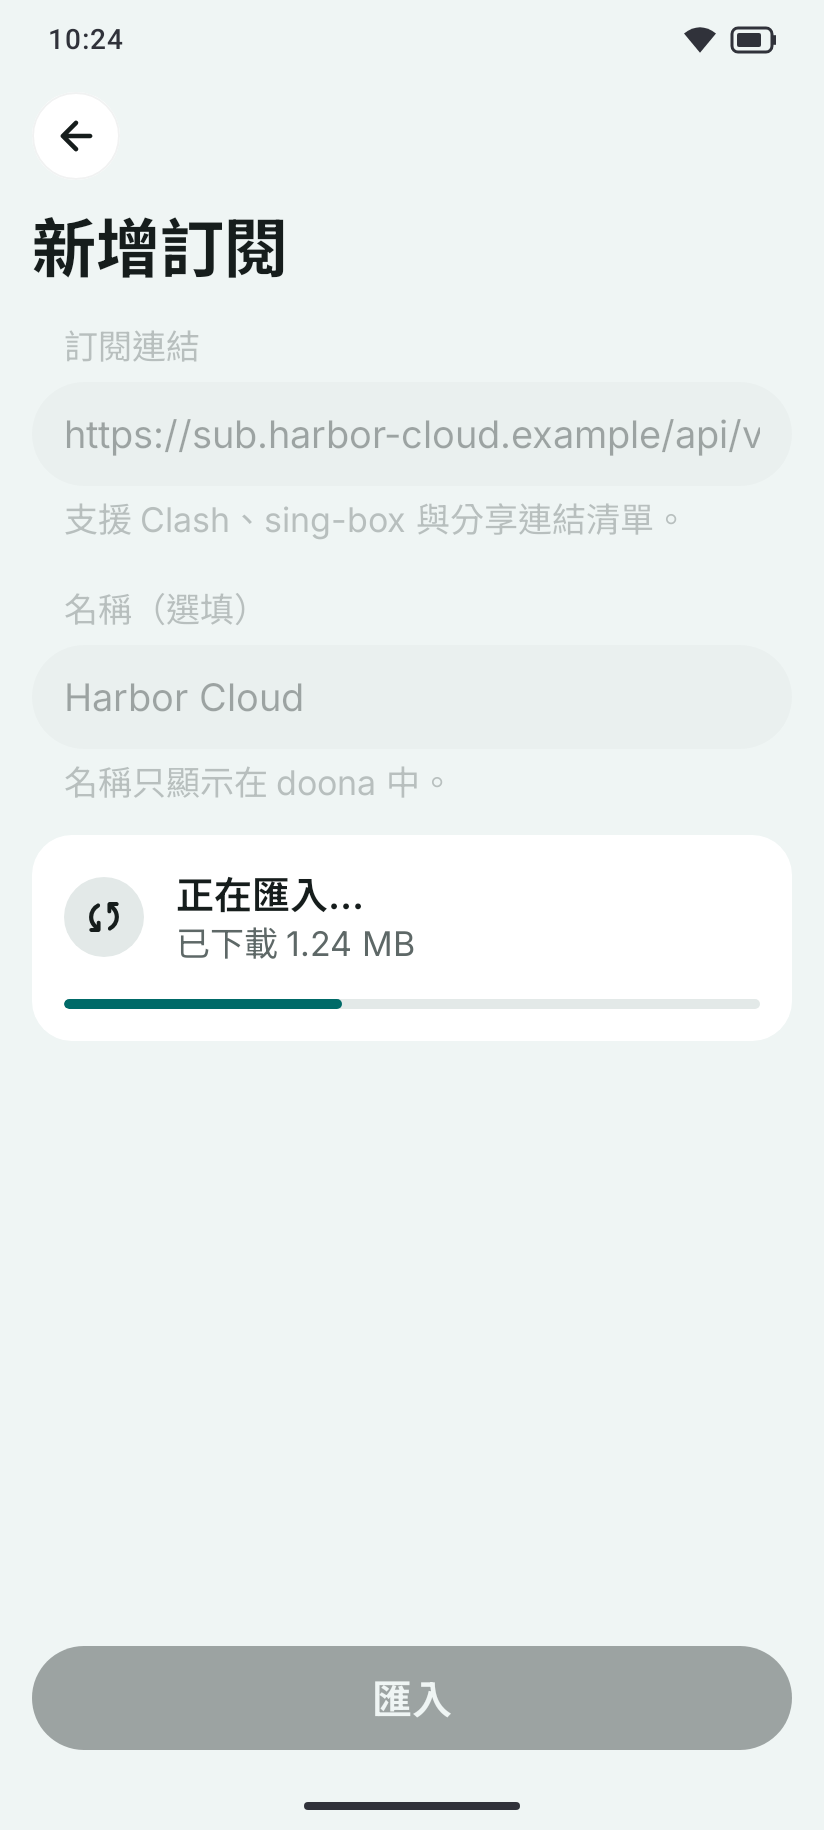 10:24
新增訂閱
訂閱連結
https://sub.harbor-cloud.example/api/v
支援 Clash、sing-box 與分享連結清單。
名稱（選填）
Harbor Cloud
名稱只顯示在 doona 中。
正在匯入...
已下載 1.24 MB
匯入